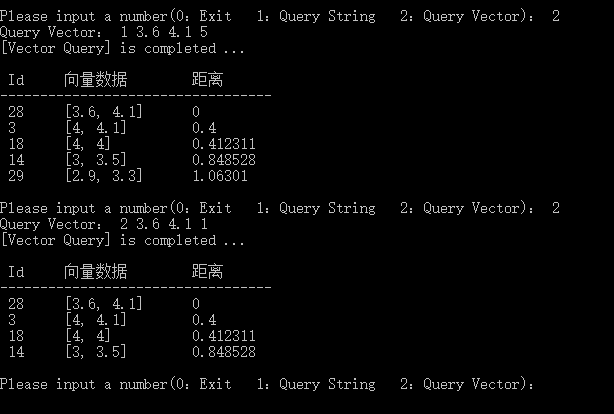 Please input a number(0: Exit   1: Query String   2: Query Vector):  2
Query Vector:  1 3.6 4.1 5
[Vector Query] is completed ...
Id     向量数据        距离
----------------------------------
28     [3.6, 4.1]      0
3      [4, 4.1]        0.4
18     [4, 4]          0.412311
14     [3, 3.5]        0.848528
29     [2.9, 3.3]      1.06301
Please input a number(0: Exit   1: Query String   2: Query Vector):  2
Query Vector:  2 3.6 4.1 1
[Vector Query] is completed ...
Id     向量数据        距离
----------------------------------
28     [3.6, 4.1]      0
3      [4, 4.1]        0.4
18     [4, 4]          0.412311
14     [3, 3.5]        0.848528
Please input a number(0: Exit   1: Query String   2: Query Vector):